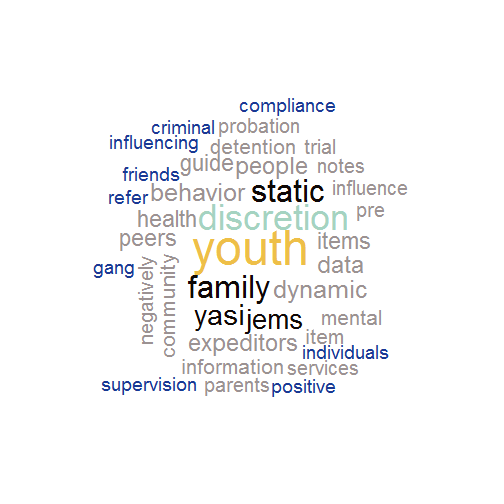 compliance
criminal probation
influencing detention trial
guide people notes
friends
refer behavior static influence
health discretion pre
peers youth items
gang data
negatively community family dynamic
yasi jems mental
expeditors item
individuals
information services
supervision parents positive